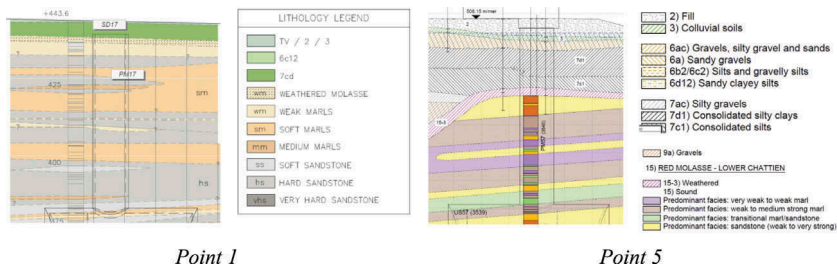 +443.6
SD17
PM17
425
sm
400
hs
375
LITHOLOGY LEGEND
TV / 2 / 3
6c12
7cd
wm WEATHERED MOLASSE
wm WEAK MARLS
sm SOFT MARLS
mm MEDIUM MARLS
ss SOFT SANDSTONE
hs HARD SANDSTONE
vhs VERY HARD SANDSTONE
Point 1
7d1
7c1
15-3
2) Fill
3) Colluvial soils
6ac) Gravels, silty gravel and sands
6a) Sandy gravels
6b2/6c2) Silts and gravelly silts
6d12) Sandy clayey silts
7ac) Silty gravels
7d1) Consolidated silty clays
7c1) Consolidated silts
9a) Gravels
15) RED MOLASSE - LOWER CHATTIEN
15-3) Weathered
15) Sound
Predominant facies: very weak to weak marl
Predominant facies: weak to medium strong marl
Predominant facies: transitional marl/sandstone
Predominant facies: sandstone (weak to very strong)
Point 5